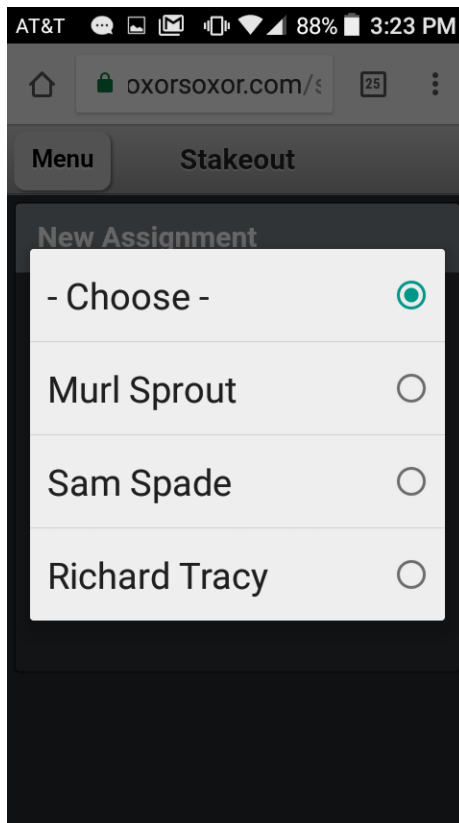 AT&T 88% 3:23 PM
oxorsoxor.com/s 25
Menu Stakeout
New Assignment
- Choose -
Murl Sprout
Sam Spade
Richard Tracy